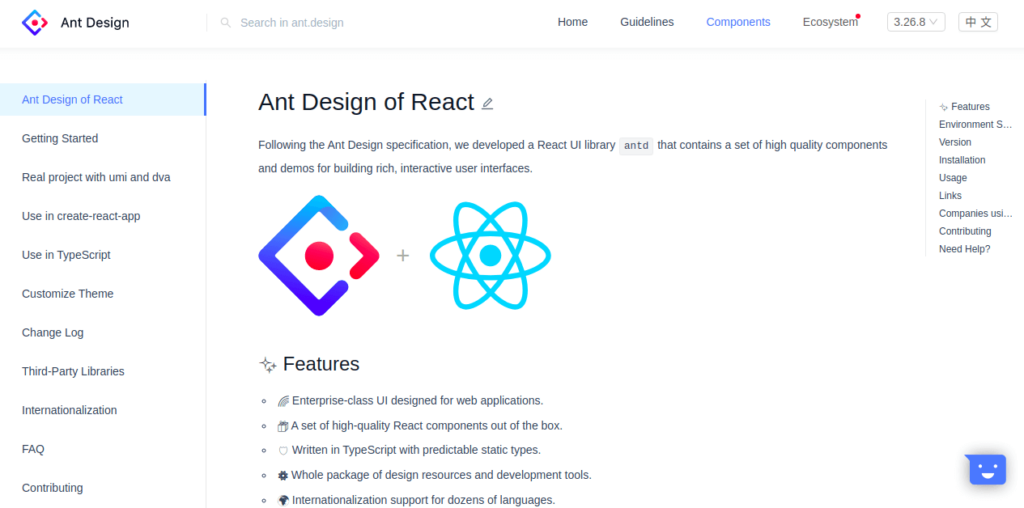 Ant Design
Search in ant.design
Home
Guidelines
Components
Ecosystem
3.26.8
中 文
Ant Design of React
Getting Started
Real project with umi and dva
Use in create-react-app
Use in TypeScript
Customize Theme
Change Log
Third-Party Libraries
Internationalization
FAQ
Contributing
Ant Design of React
Following the Ant Design specification, we developed a React UI library antd that contains a set of high quality components
and demos for building rich, interactive user interfaces.
+
Features
Enterprise-class UI designed for web applications.
A set of high-quality React components out of the box.
Written in TypeScript with predictable static types.
Whole package of design resources and development tools.
Internationalization support for dozens of languages.
Features
Environment S...
Version
Installation
Usage
Links
Companies usi...
Contributing
Need Help?